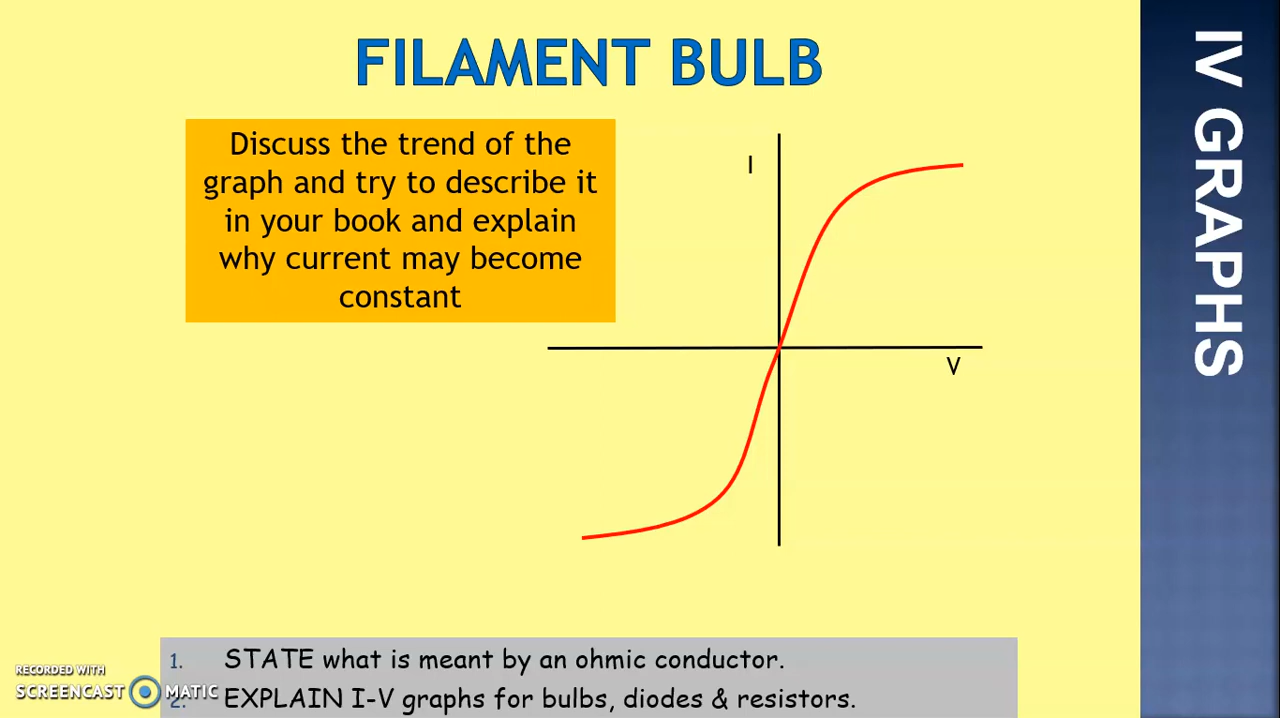 FILAMENT BULB
Discuss the trend of the
graph and try to describe it
in your book and explain
why current may become
constant
I
V
IV GRAPHS
1. STATE what is meant by an ohmic conductor.
2. EXPLAIN I-V graphs for bulbs, diodes & resistors.
RECORDED WITH
SCREENCAST MATIC